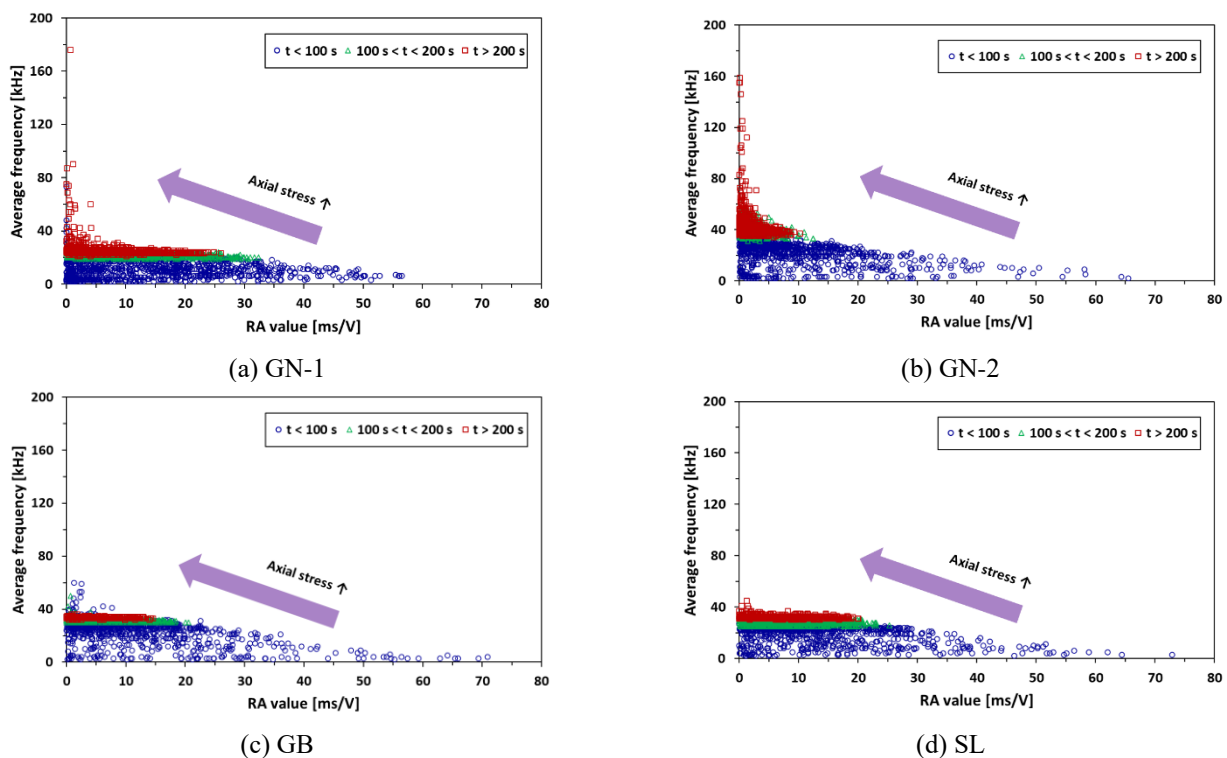 200
160
120
80
40
0
Average frequency [kHz]
t < 100 s 100 s < t < 200 s t > 200 s
Axial stress ↗
0 10 20 30 40 50 60 70 80
RA value [ms/V]
(a) GN-1
200
160
120
80
40
0
Average frequency [kHz]
t < 100 s 100 s < t < 200 s t > 200 s
Axial stress ↗
0 10 20 30 40 50 60 70 80
RA value [ms/V]
(b) GN-2
200
160
120
80
40
0
Average frequency [kHz]
t < 100 s 100 s < t < 200 s t > 200 s
Axial stress ↗
0 10 20 30 40 50 60 70 80
RA value [ms/V]
(c) GB
200
160
120
80
40
0
Average frequency [kHz]
t < 100 s 100 s < t < 200 s t > 200 s
Axial stress ↗
0 10 20 30 40 50 60 70 80
RA value [ms/V]
(d) SL